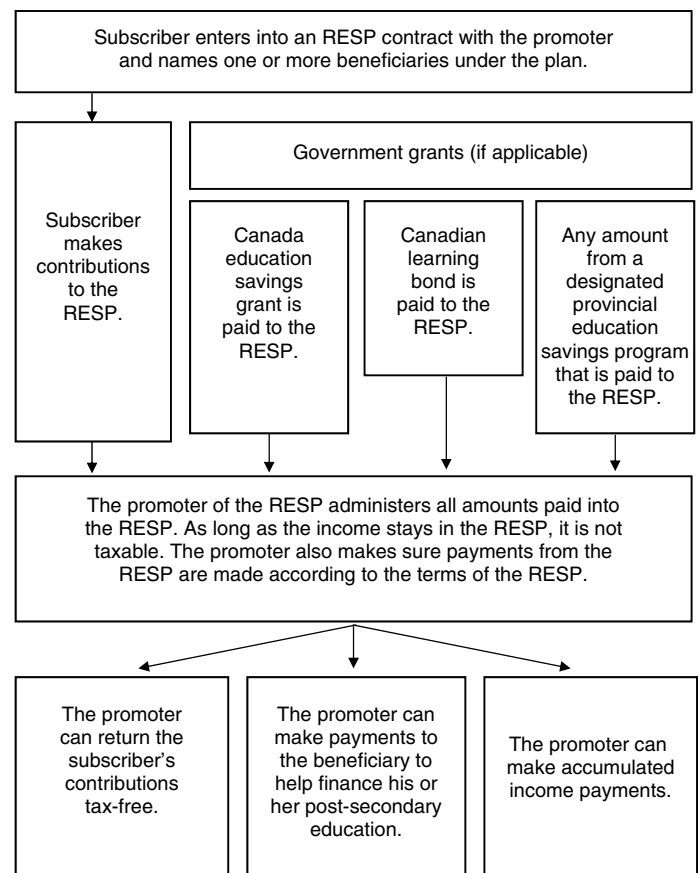 Subscriber enters into an RESP contract with the promoter
and names one or more beneficiaries under the plan.
Subscriber
makes
contributions
to the
RESP.
Government grants (if applicable)
Canada
education
savings
grant is
paid to the
RESP.
Canadian
learning
bond is
paid to the
RESP.
Any amount
from a
designated
provincial
education
savings program
that is paid to
the RESP.
The promoter of the RESP administers all amounts paid into
the RESP. As long as the income stays in the RESP, it is not
taxable. The promoter also makes sure payments from the
RESP are made according to the terms of the RESP.
The promoter
can return the
subscriber's
contributions
tax-free.
The promoter can
make payments to
the beneficiary to
help finance his or
her post-secondary
education.
The promoter can
make accumulated
income payments.